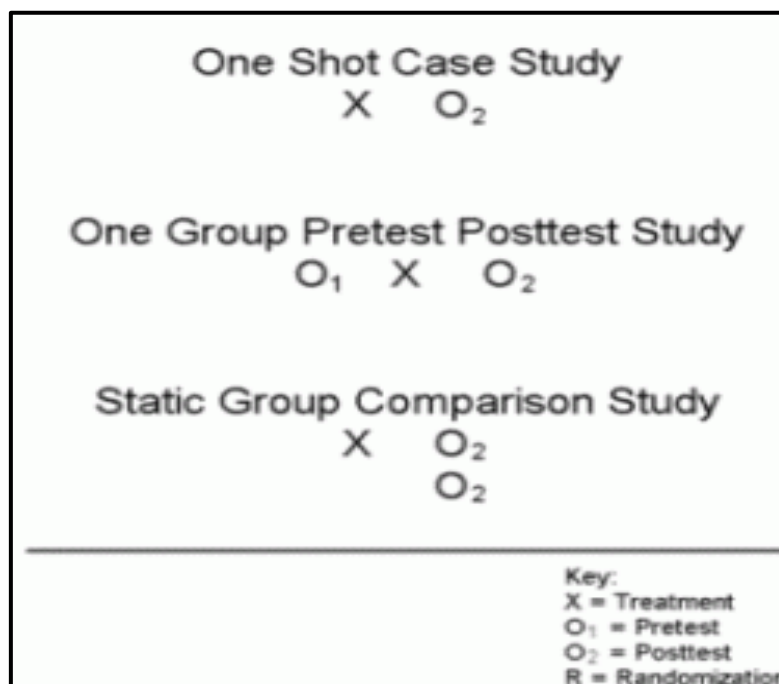 One Shot Case Study
X O₂
One Group Pretest Posttest Study
O₁ X O₂
Static Group Comparison Study
X O₂
O₂
Key:
X = Treatment
O₁ = Pretest
O₂ = Posttest
R = Randomization